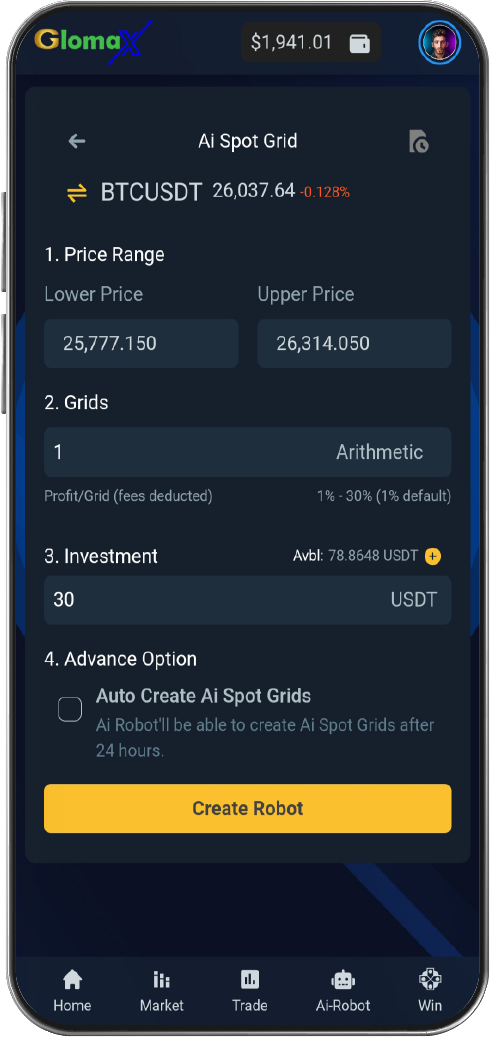 GlomaX
$1,941.01
Ai Spot Grid
BTCUSDT 26,037.64 -0.128%
1. Price Range
Lower Price Upper Price
25,777.150 26,314.050
2. Grids
1 Arithmetic
Profit/Grid (fees deducted) 1% - 30% (1% default)
3. Investment Avbl: 78.8648 USDT
30 USDT
4. Advance Option
Auto Create Ai Spot Grids
Ai Robot'll be able to create Ai Spot Grids after
24 hours.
Create Robot
Home Market Trade Ai-Robot Win